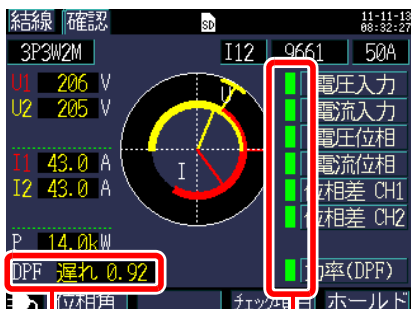 結線 確認 SD 11-11-13
08:32:27
3P3W2M I12 9661 50A
U1 206 V 電圧入力
U2 205 V 電流入力
U 電圧位相
I1 43.0 A I 電流位相
I2 43.0 A 位相差 CH1
位相差 CH2
P 14.0kW
DPF 遅れ 0.92 力率(DPF)
位相角 チェック項目 ホールド